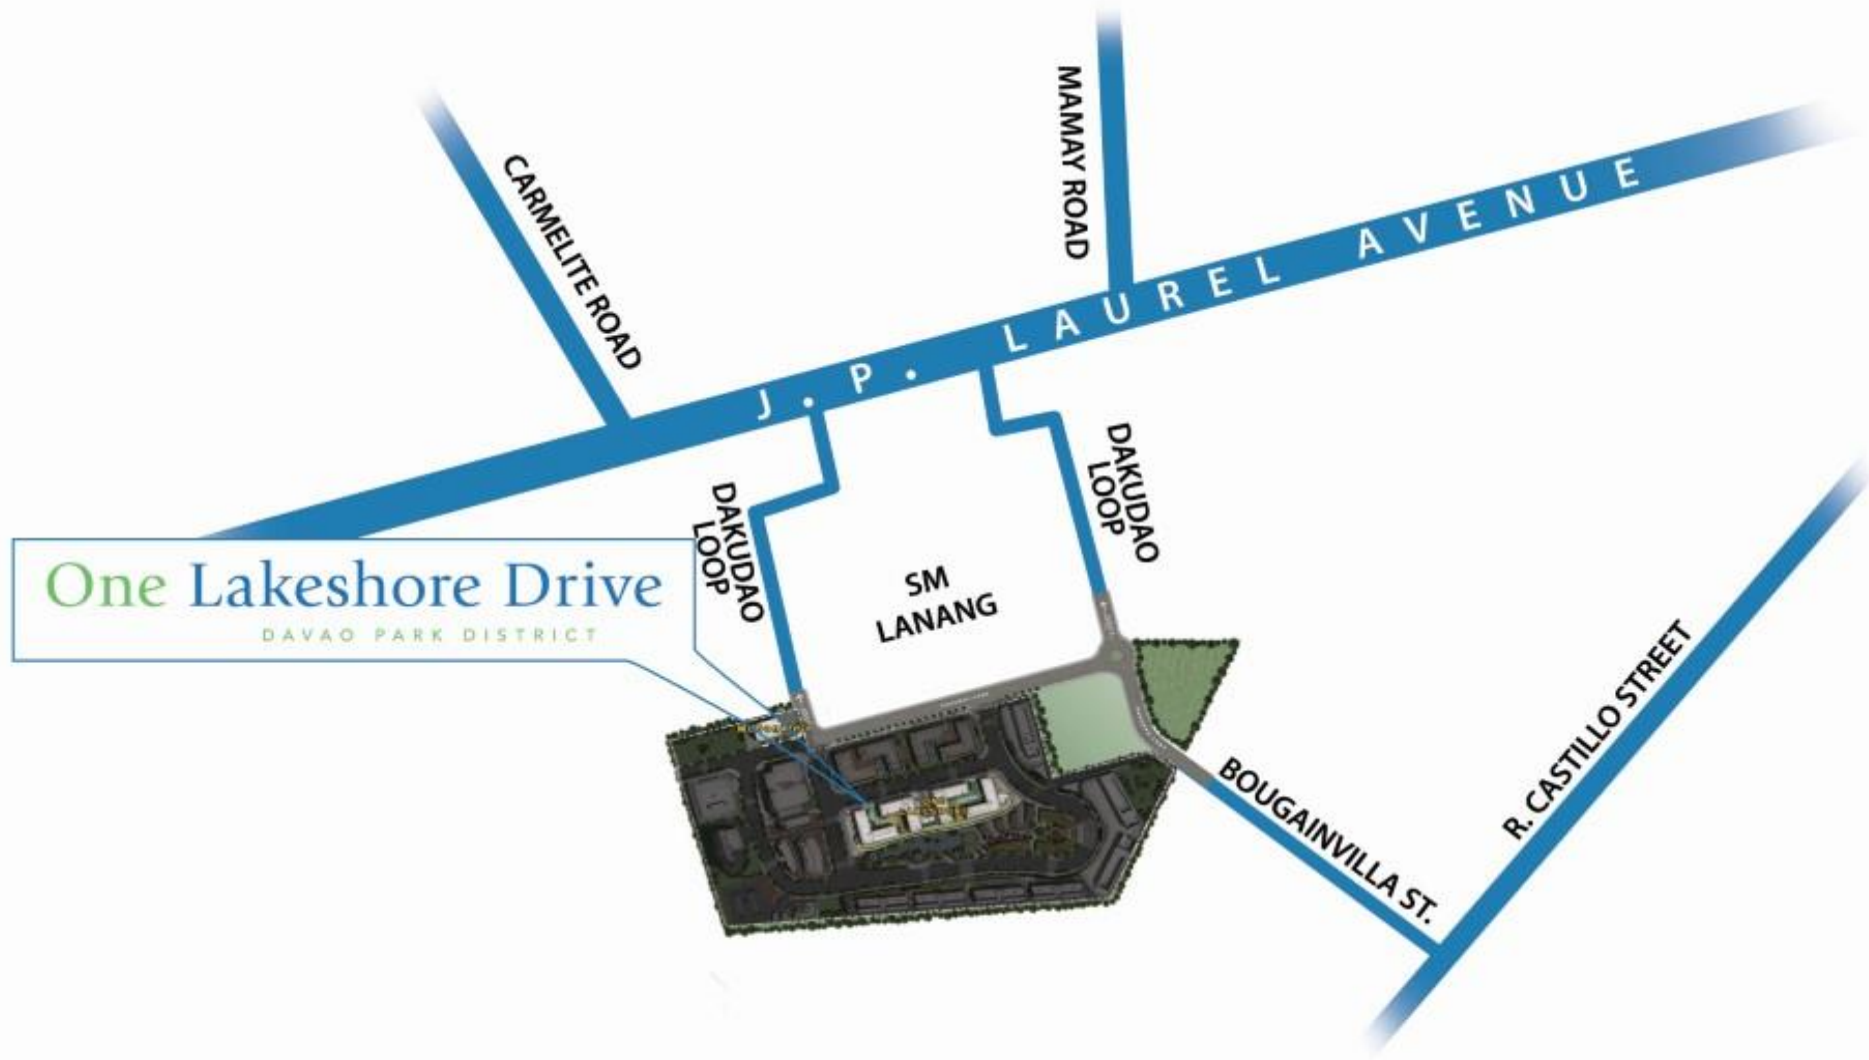 MAMAY ROAD
CARMELITE ROAD
J. P. LAUREL AVENUE
DAKUDAO
LOOP
DAKUDAO
LOOP
One Lakeshore Drive
DAVAO PARK DISTRICT
SM
LANANG
R. CASTILLO STREET
BOUGAINVILLA ST.